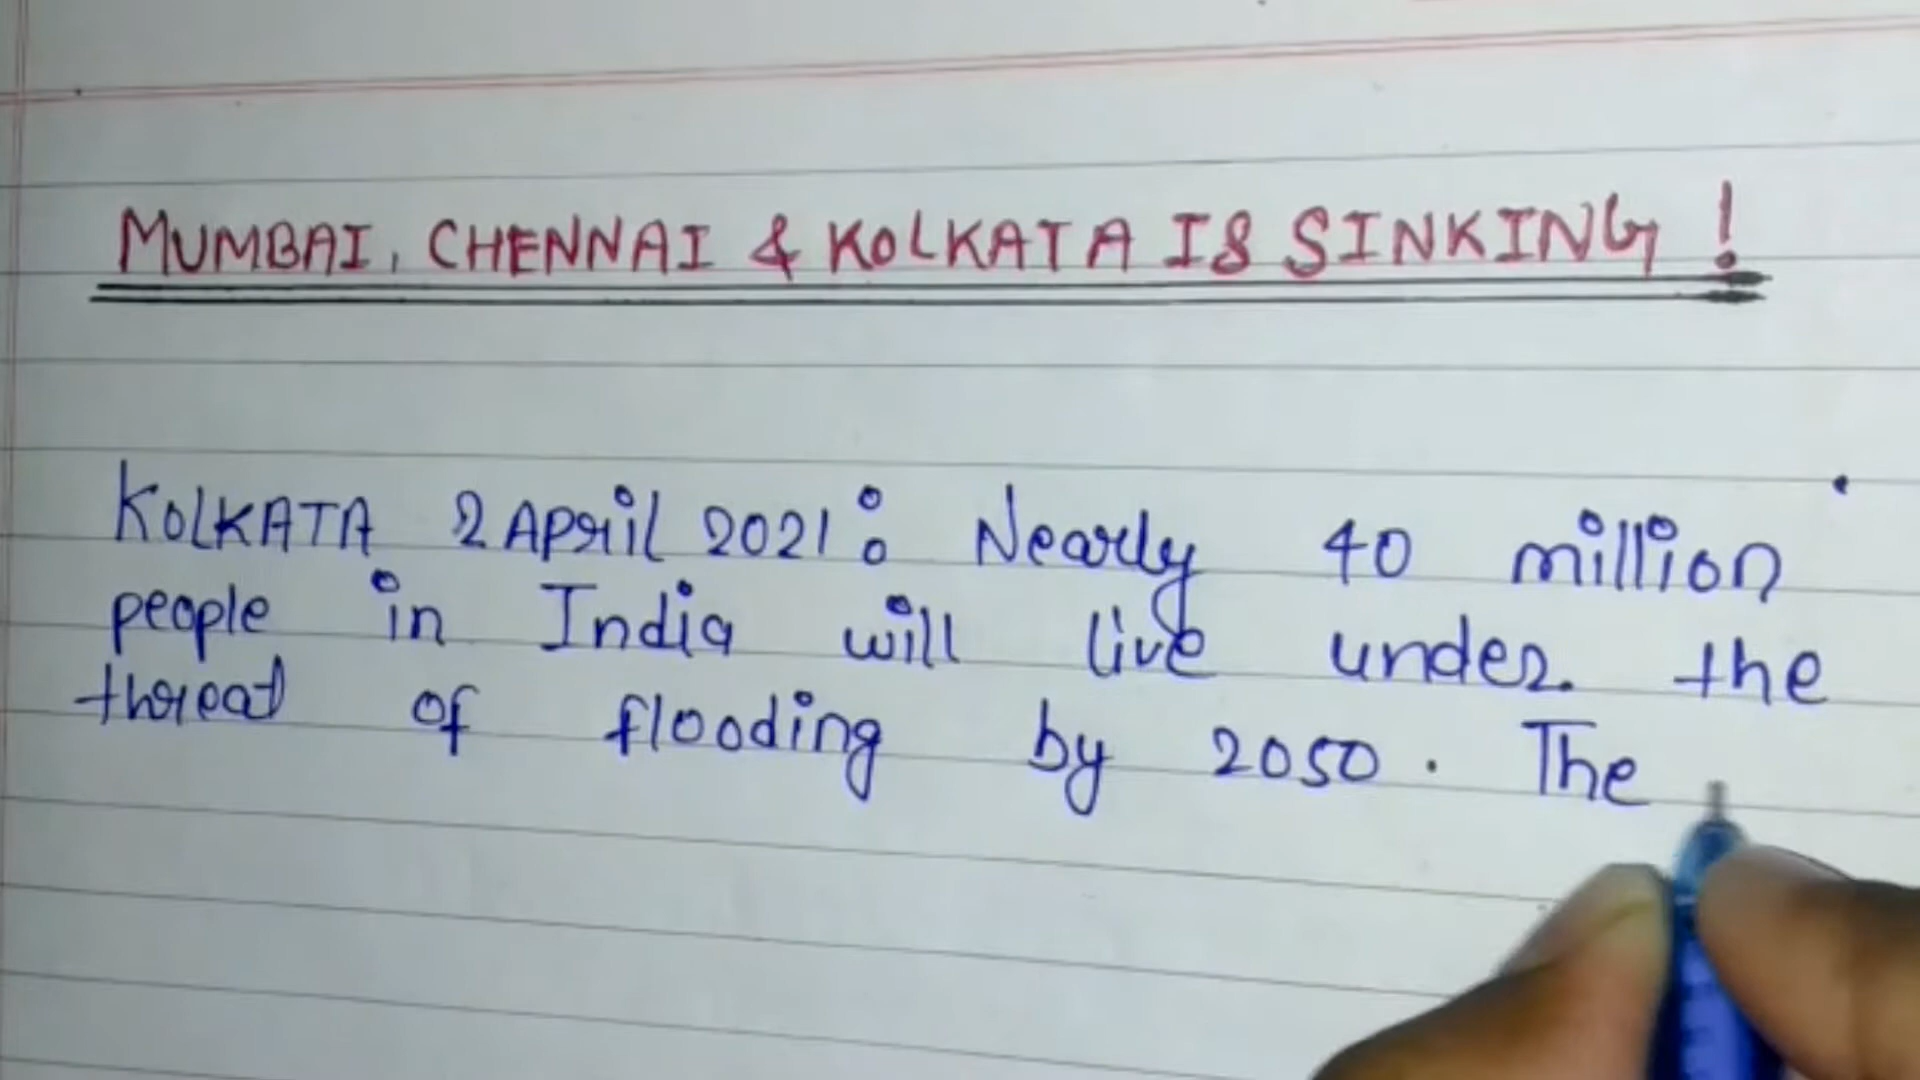 MUMBAI, CHENNAI & KOLKATA IS SINKING!
KOLKATA 2 April 2021: Nearly 40 million
people in India will live under the
threat of flooding by 2050. The